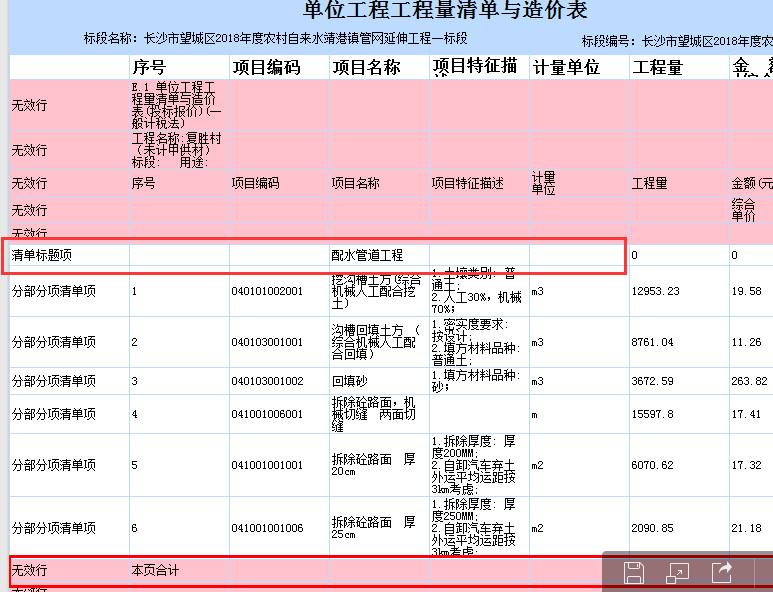 单位工程工程量清单与造价表
标段名称: 长沙市望城区2018年度农村自来水靖港镇管网延伸工程一标段
标段编号: 长沙市望城区2018年度农
序号 项目编码 项目名称 项目特征描 计量单位 工程量
无效行
E.1 单位工程工
程量清单与造价
表(投标报价)(一
般计税法)
无效行
工程名称:复胜村
（未计甲供材）
标段: 用途:
无效行 序号 项目编码 项目名称 项目特征描述
计量
单位
工程量 金额(元
无效行
综合
单价
无效行
清单标题项 配水管道工程 0 0
分部分项清单项 1 040101002001
挖沟槽土方(综合
机械人工配合挖
土)
1.土壤类别: 普
通土;
2.人工30%，机械
70%;
m3 12953.23 19.58
分部分项清单项 2 040103001001
沟槽回填土方 （
综合机械人工配
合回填）
1.密实度要求:
按设计;
2.填方材料品种:
普通土;
m3 8761.04 11.26
分部分项清单项 3 040103001002 回填砂
1.填方材料品种:
砂;
m3 3672.59 263.82
分部分项清单项 4 041001006001
拆除砼路面，机
械切缝 两面切
缝
m 15597.8 17.41
分部分项清单项 5 041001001001
拆除砼路面 厚
20cm
1.拆除厚度: 厚
度200MM;
2.自卸汽车弃土
外运平均运距按
3km考虑;
m2 6070.62 17.32
分部分项清单项 6 041001001006
拆除砼路面 厚
25cm
1.拆除厚度: 厚
度250MM;
2.自卸汽车弃土
外运平均运距按
3km考虑;
m2 2090.85 21.18
无效行 本页合计